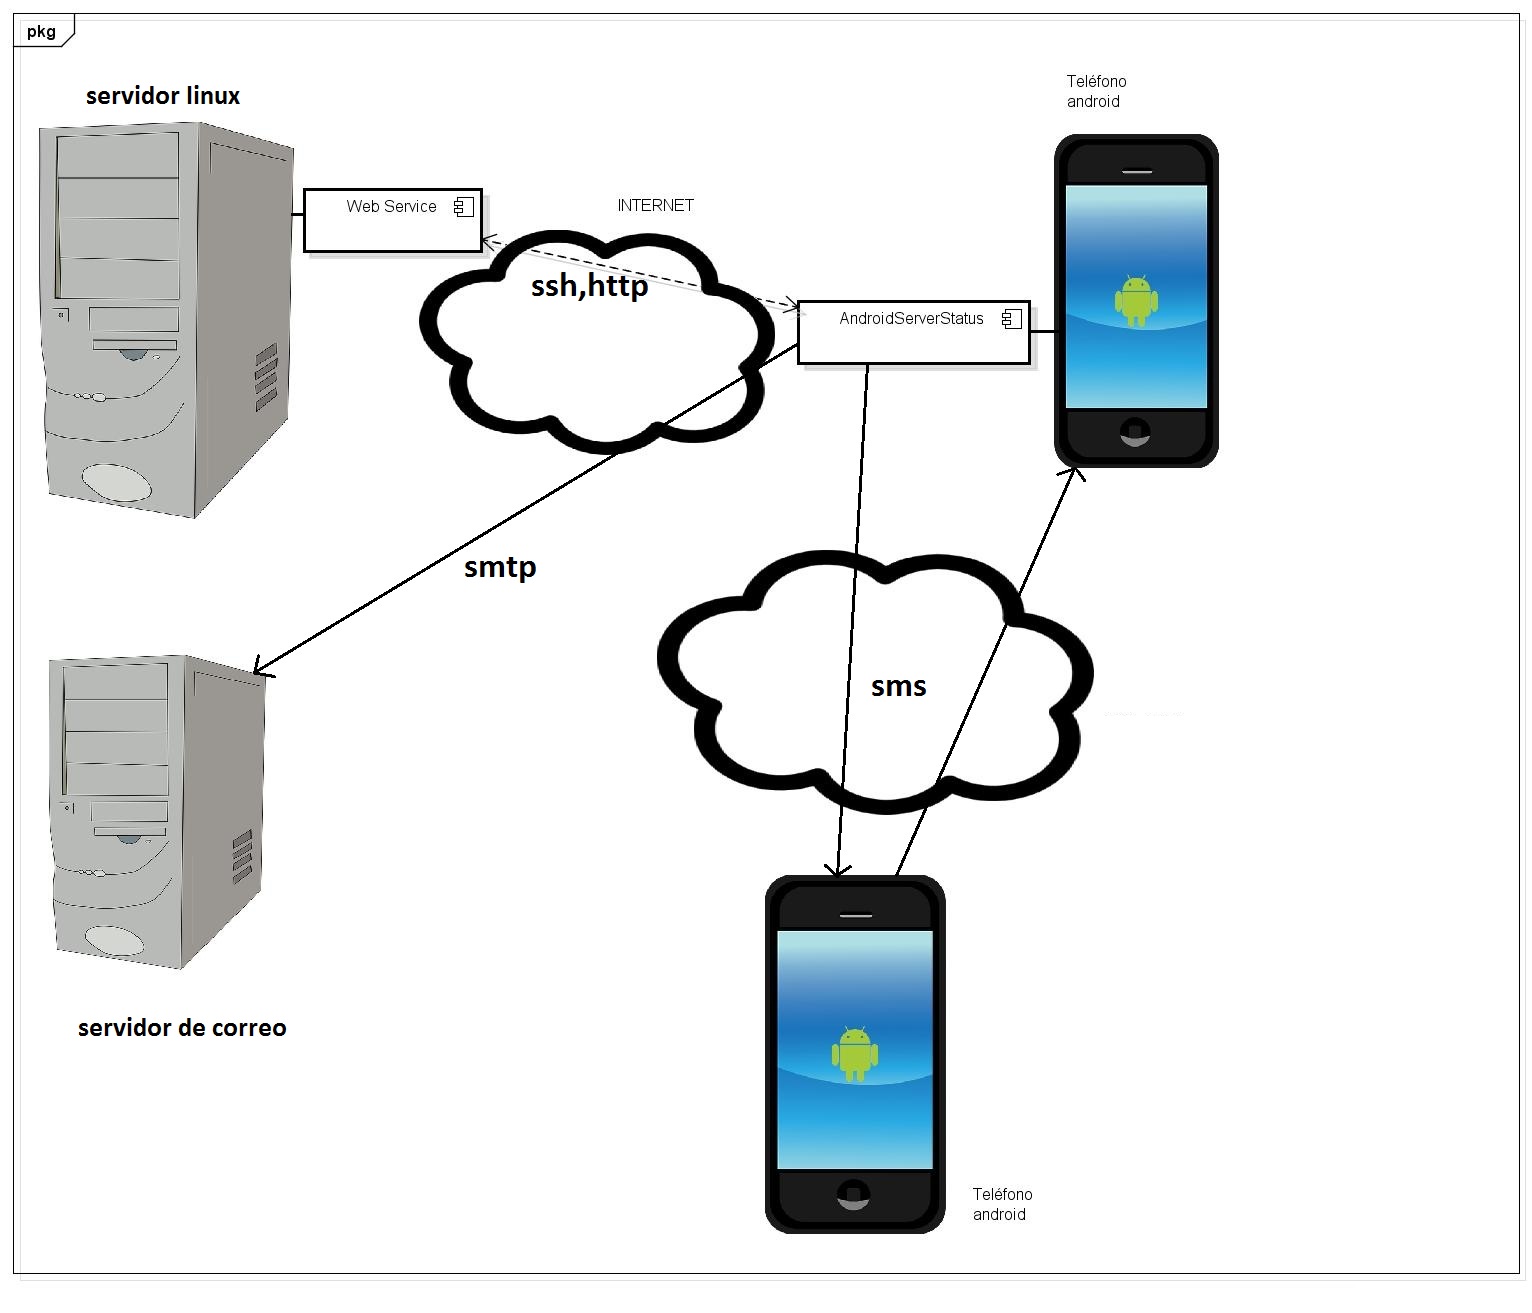 pkg
servidor linux
Teléfono
android
Web Service
INTERNET
ssh,http
AndroidServerStatus
smtp
sms
servidor de correo
Teléfono
android